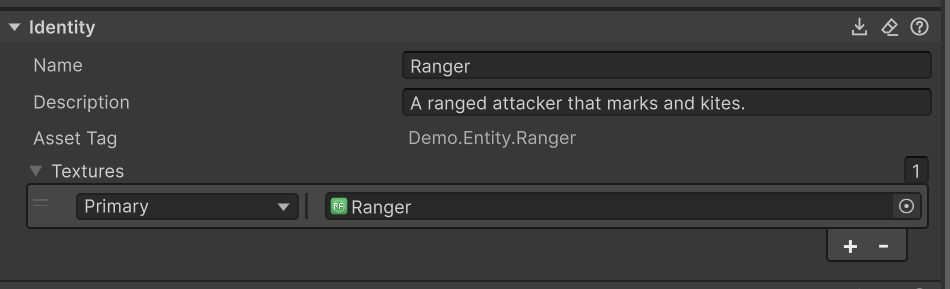 Identity
Name Ranger
Description A ranged attacker that marks and kites.
Asset Tag Demo.Entity.Ranger
Textures 1
Primary Ranger
+ -